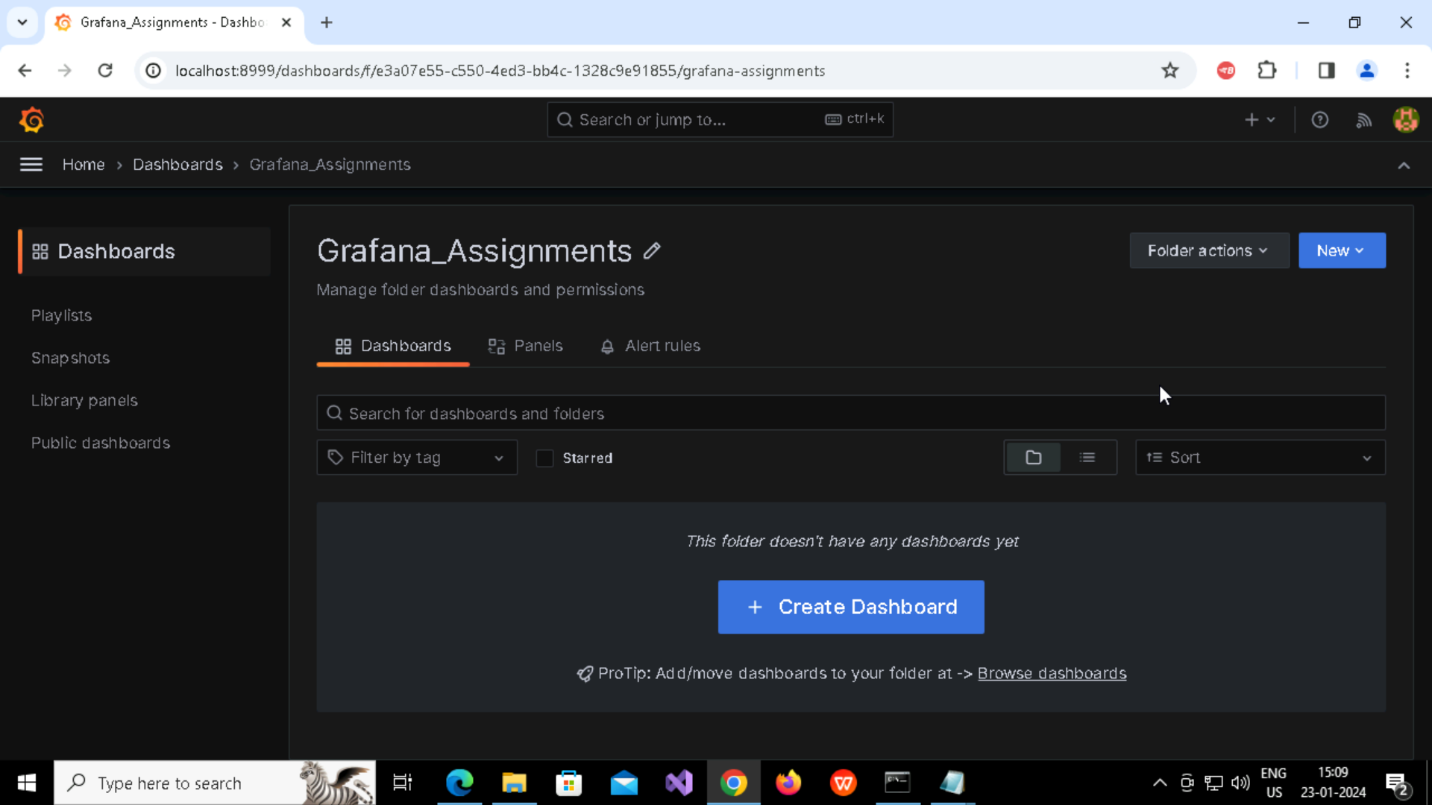 Grafana_Assignments - Dashbo
localhost:8999/dashboards/f/e3a07e55-c550-4ed3-bb4c-1328c9e91855/grafana-assignments
Search or jump to... ctrl+k
Home › Dashboards › Grafana_Assignments
Dashboards
Playlists
Snapshots
Library panels
Public dashboards
Grafana_Assignments
Folder actions
New
Manage folder dashboards and permissions
Dashboards Panels Alert rules
Search for dashboards and folders
Filter by tag Starred Sort
This folder doesn't have any dashboards yet
+ Create Dashboard
ProTip: Add/move dashboards to your folder at -> Browse dashboards
Type here to search
ENG
US
15:09
23-01-2024
2